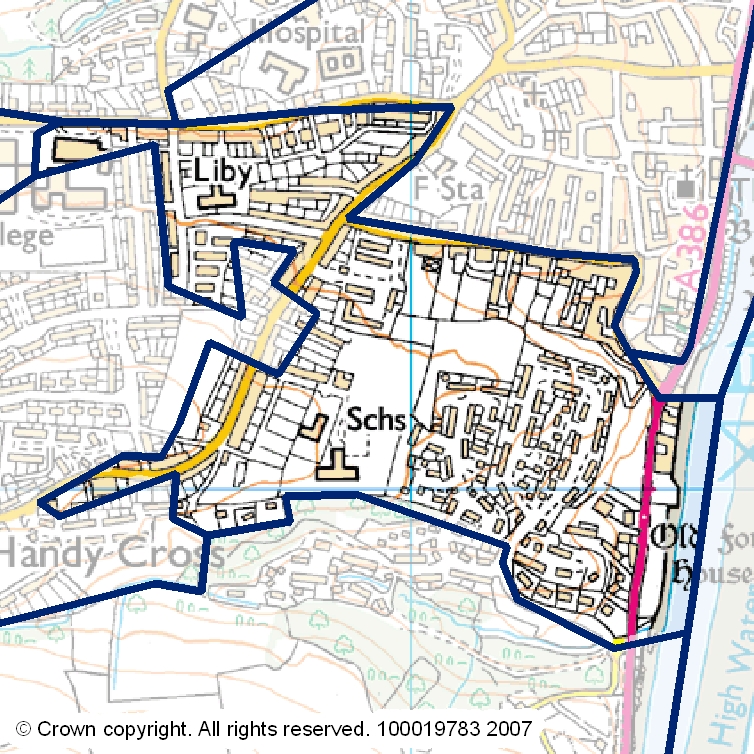 Hospital
Liby
F Sta
llege
A 386
Schs
Old
House
Handy Cross
High Water
© Crown copyright. All rights reserved. 100019783 2007